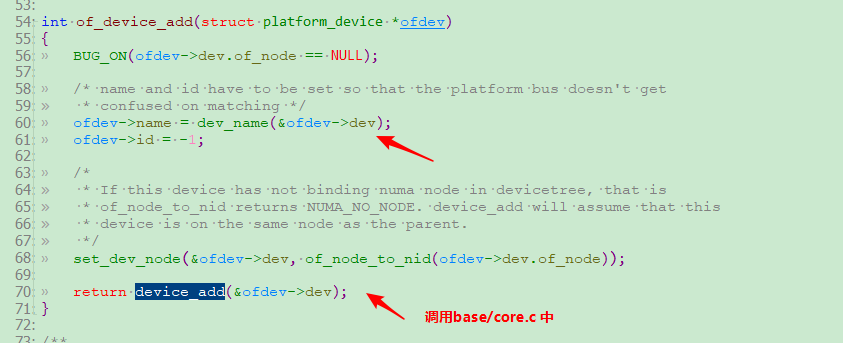 53:
54: int of_device_add(struct platform_device *ofdev)
55: {
56: » BUG_ON(ofdev->dev.of_node == NULL);
57:
58: » /* name and id have to be set so that the platform bus doesn't get
59: » * confused on matching */
60: » ofdev->name = dev_name(&ofdev->dev);
61: » ofdev->id = -1;
62:
63: » /*
64: » * If this device has not binding numa node in devicetree, that is
65: » * of_node_to_nid returns NUMA_NO_NODE. device_add will assume that this
66: » * device is on the same node as the parent.
67: » */
68: » set_dev_node(&ofdev->dev, of_node_to_nid(ofdev->dev.of_node));
69:
70: » return device_add(&ofdev->dev);
调用base/core.c 中
71: }
72:
73: /**